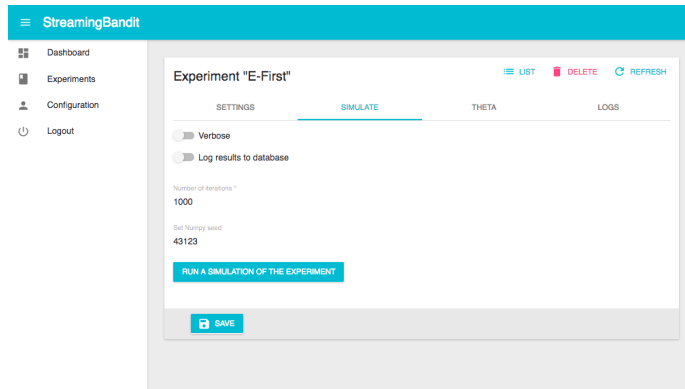 StreamingBandit
Dashboard
Experiments
Configuration
Logout
Experiment "E-First"
LIST DELETE REFRESH
SETTINGS SIMULATE THETA LOGS
Verbose
Log results to database
Number of iterations *
1000
Set Numpy seed
43123
RUN A SIMULATION OF THE EXPERIMENT
SAVE